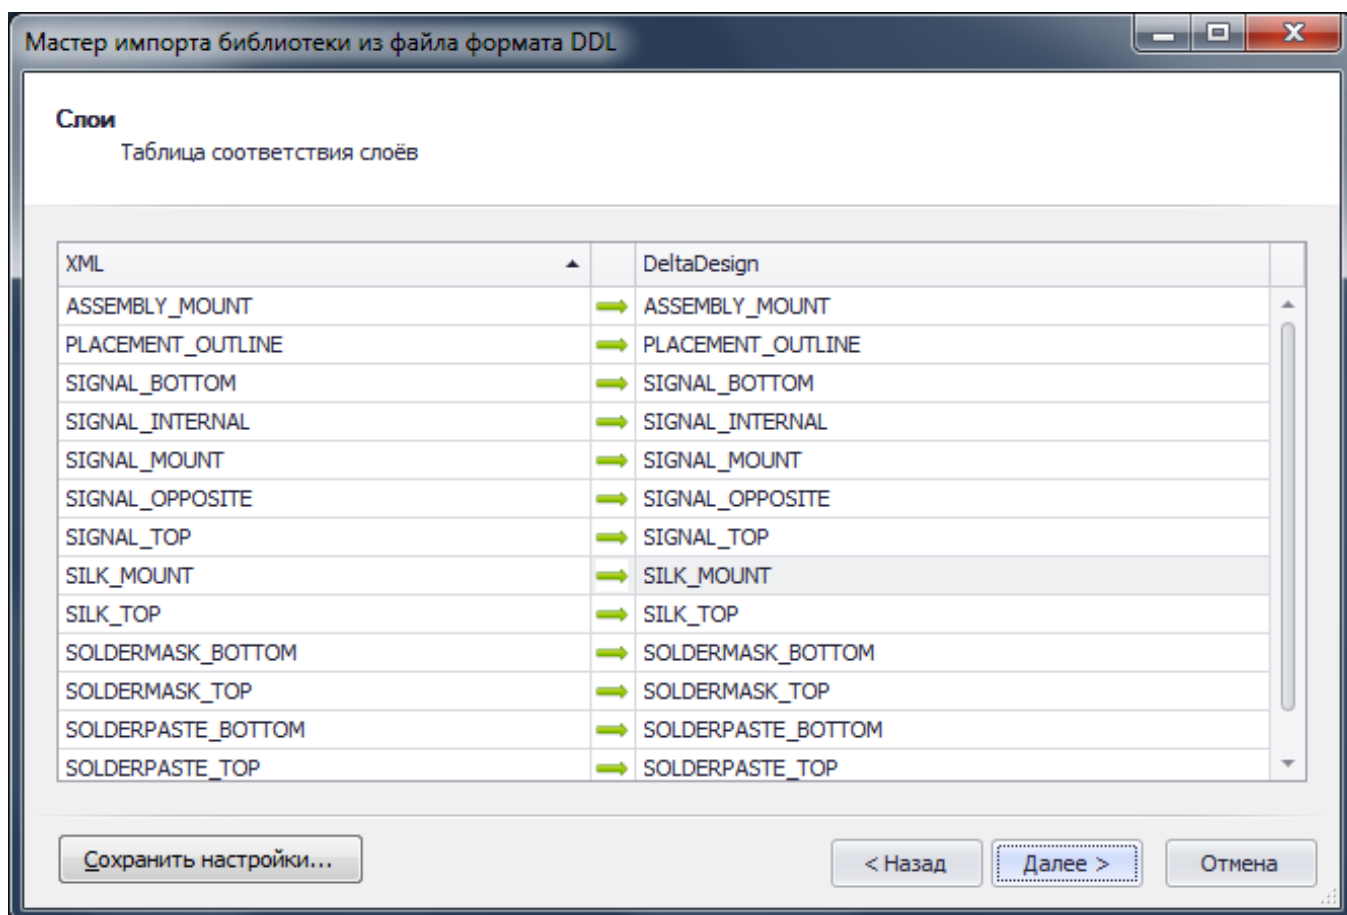 Мастер импорта библиотеки из файла формата DDL
Слои
Таблица соответствия слоёв
XML DeltaDesign
ASSEMBLY_MOUNT ASSEMBLY_MOUNT
PLACEMENT_OUTLINE PLACEMENT_OUTLINE
SIGNAL_BOTTOM SIGNAL_BOTTOM
SIGNAL_INTERNAL SIGNAL_INTERNAL
SIGNAL_MOUNT SIGNAL_MOUNT
SIGNAL_OPPOSITE SIGNAL_OPPOSITE
SIGNAL_TOP SIGNAL_TOP
SILK_MOUNT SILK_MOUNT
SILK_TOP SILK_TOP
SOLDERMASK_BOTTOM SOLDERMASK_BOTTOM
SOLDERMASK_TOP SOLDERMASK_TOP
SOLDERPASTE_BOTTOM SOLDERPASTE_BOTTOM
SOLDERPASTE_TOP SOLDERPASTE_TOP
Сохранить настройки... < Назад Далее > Отмена